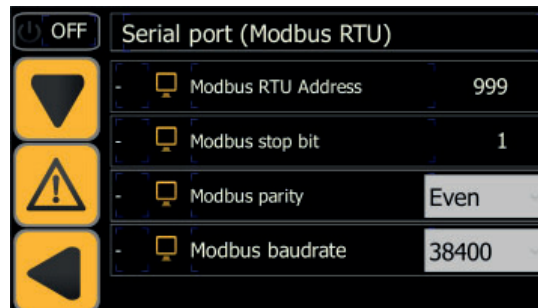 OFF
Serial port (Modbus RTU)
- Modbus RTU Address 999
- Modbus stop bit 1
- Modbus parity Even
- Modbus baudrate 38400